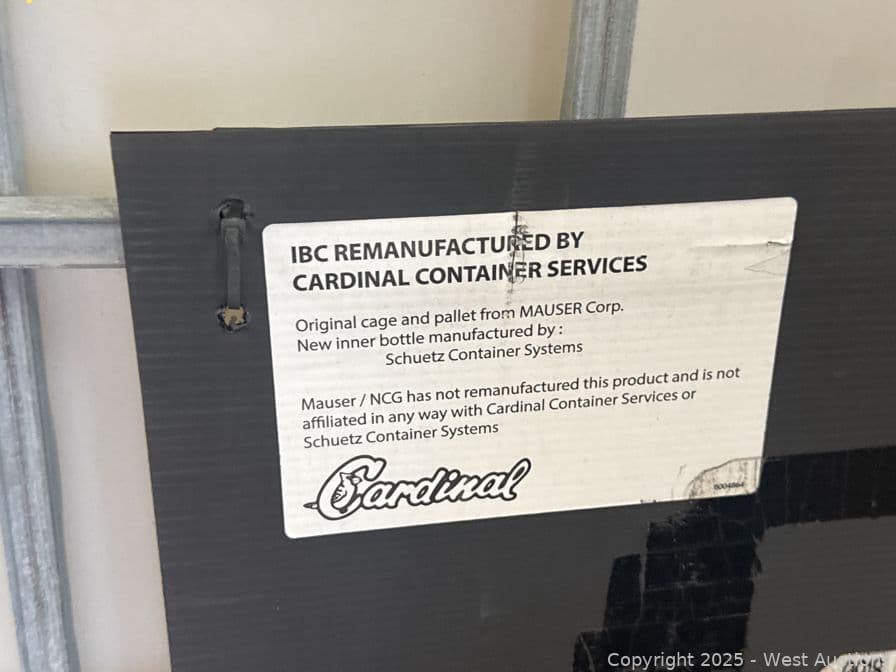 IBC REMANUFACTURED BY
CARDINAL CONTAINER SERVICES
Original cage and pallet from MAUSER Corp.
New inner bottle manufactured by :
Schuetz Container Systems
Mauser / NCG has not remanufactured this product and is not
affiliated in any way with Cardinal Container Services or
Schuetz Container Systems
Cardinal
Copyright 2025 - West Auction